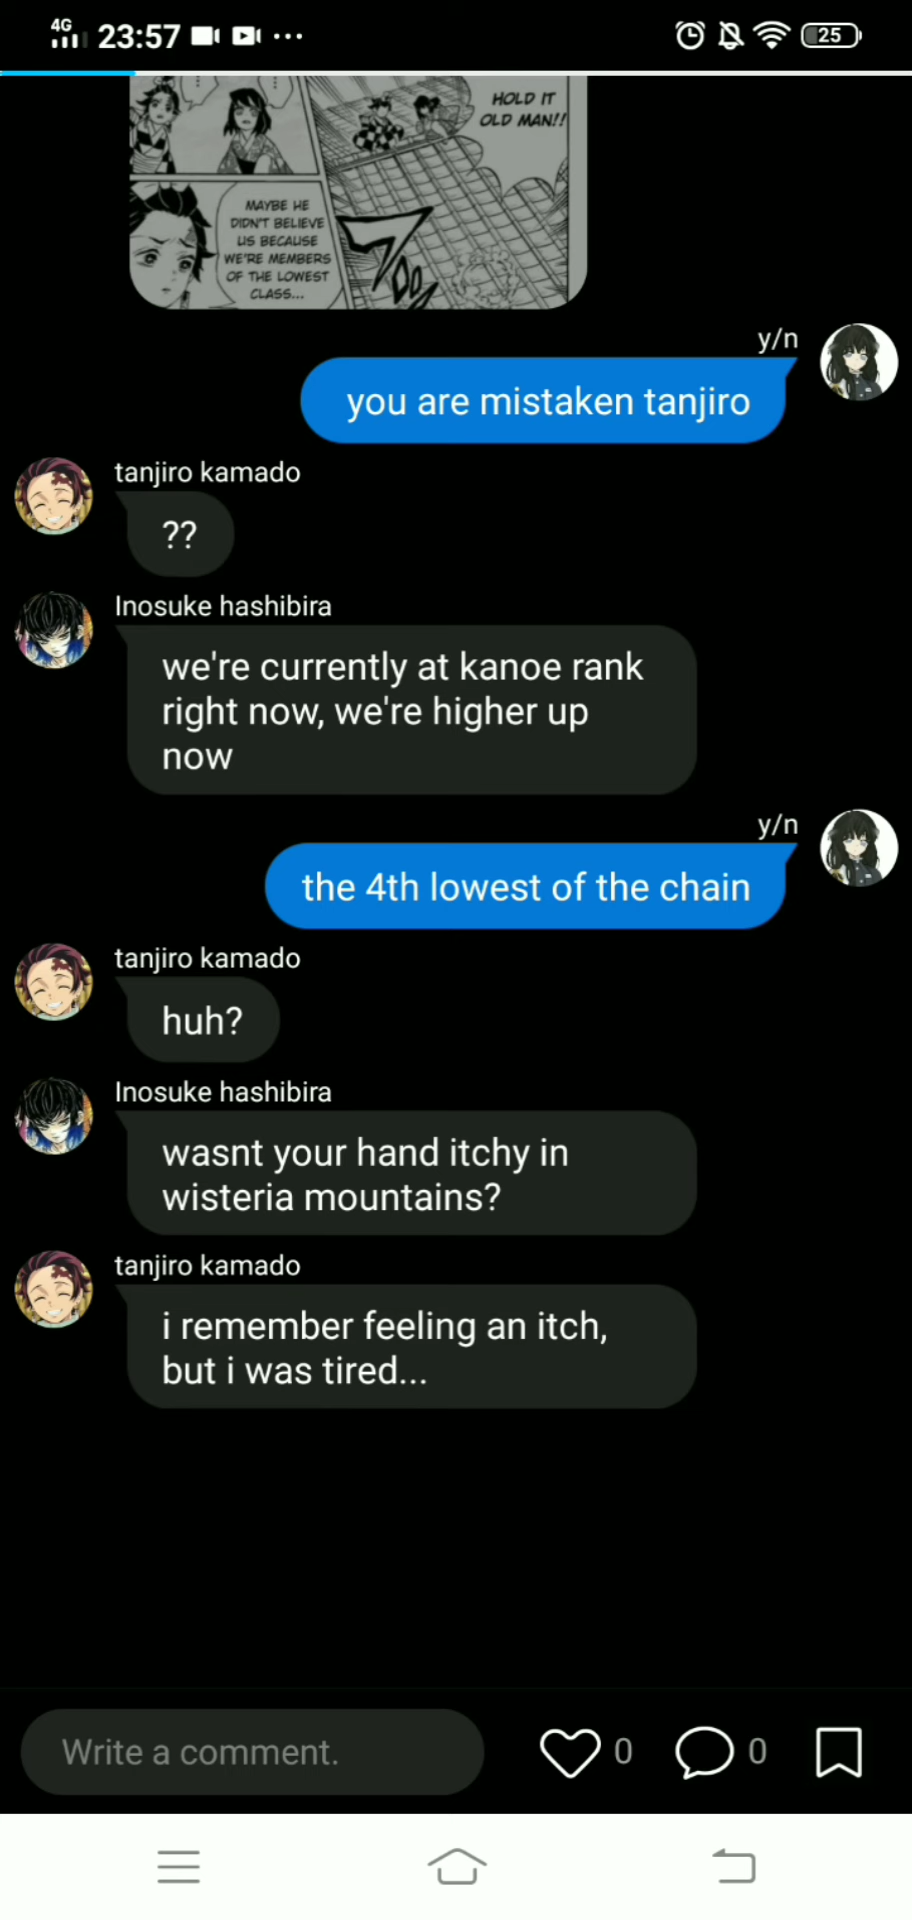 4G
23:57
25
HOLD IT
OLD MAN!!
MAYBE HE
DIDN'T BELIEVE
US BECAUSE
WE'RE MEMBERS
OF THE LOWEST
CLASS...
y/n
you are mistaken tanjiro
tanjiro kamado
??
Inosuke hashibira
we're currently at kanoe rank
right now, we're higher up
now
y/n
the 4th lowest of the chain
tanjiro kamado
huh?
Inosuke hashibira
wasnt your hand itchy in
wisteria mountains?
tanjiro kamado
i remember feeling an itch,
but i was tired...
Write a comment.
0
0